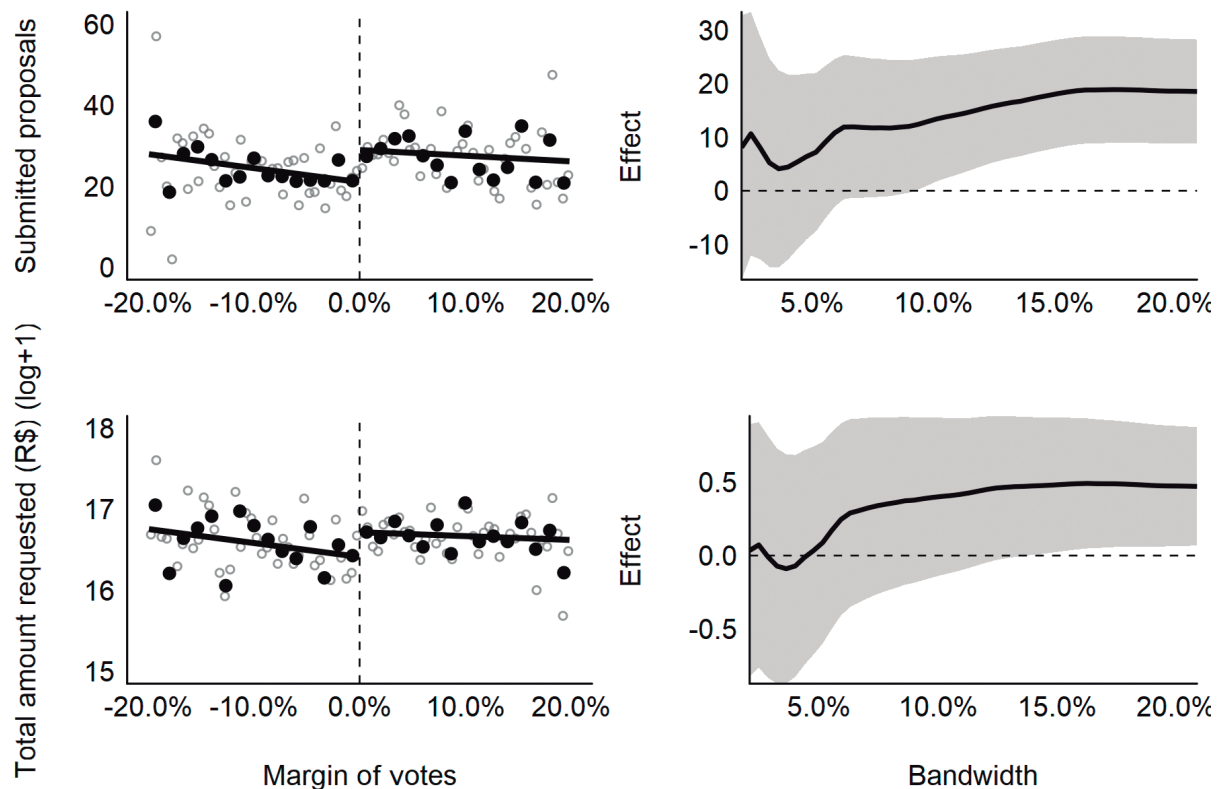 Submitted proposals
60
40
20
0
-20.0% -10.0% 0.0% 10.0% 20.0%
Effect
30
20
10
0
-10
5.0% 10.0% 15.0% 20.0%
Total amount requested (R$) (log+1)
18
17
16
15
-20.0% -10.0% 0.0% 10.0% 20.0%
Margin of votes
Effect
0.5
0.0
-0.5
5.0% 10.0% 15.0% 20.0%
Bandwidth